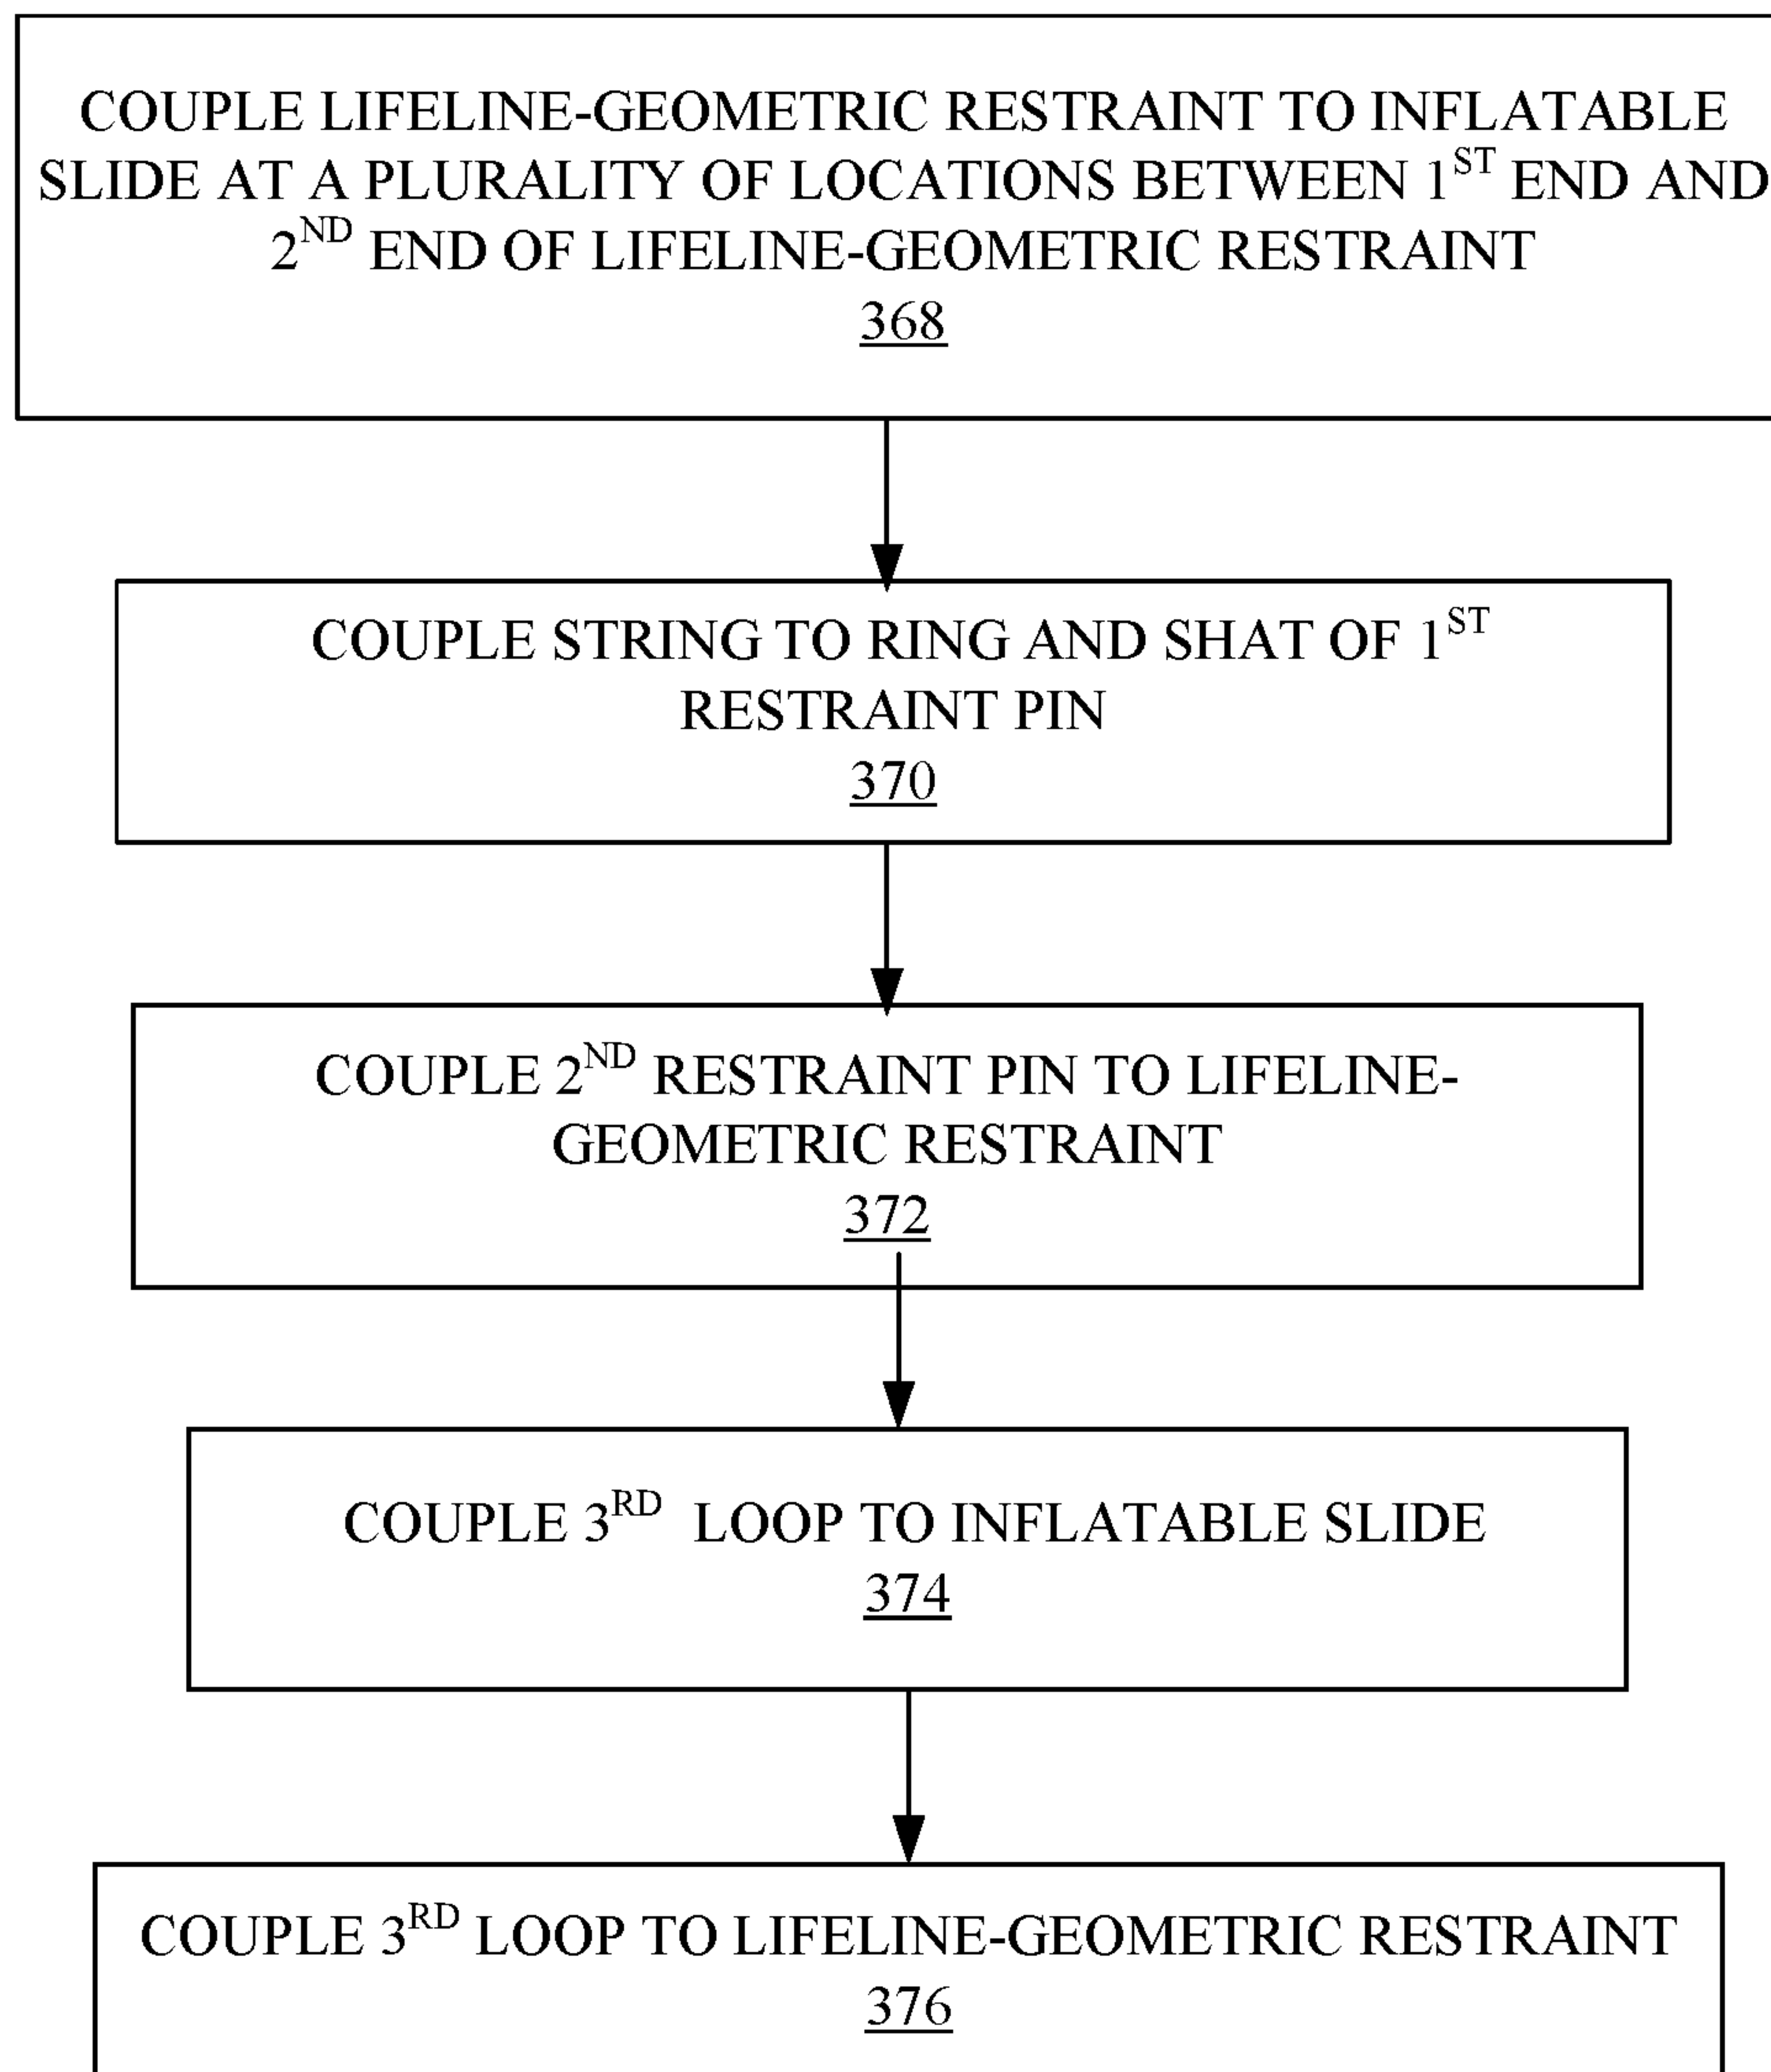 COUPLE LIFELINE-GEOMETRIC RESTRAINT TO INFLATABLE
SLIDE AT A PLURALITY OF LOCATIONS BETWEEN 1ST END AND
2ND END OF LIFELINE-GEOMETRIC RESTRAINT
368
COUPLE STRING TO RING AND SHAT OF 1ST
RESTRAINT PIN
370
COUPLE 2ND RESTRAINT PIN TO LIFELINE-
GEOMETRIC RESTRAINT
372
COUPLE 3RD LOOP TO INFLATABLE SLIDE
374
COUPLE 3RD LOOP TO LIFELINE-GEOMETRIC RESTRAINT
376